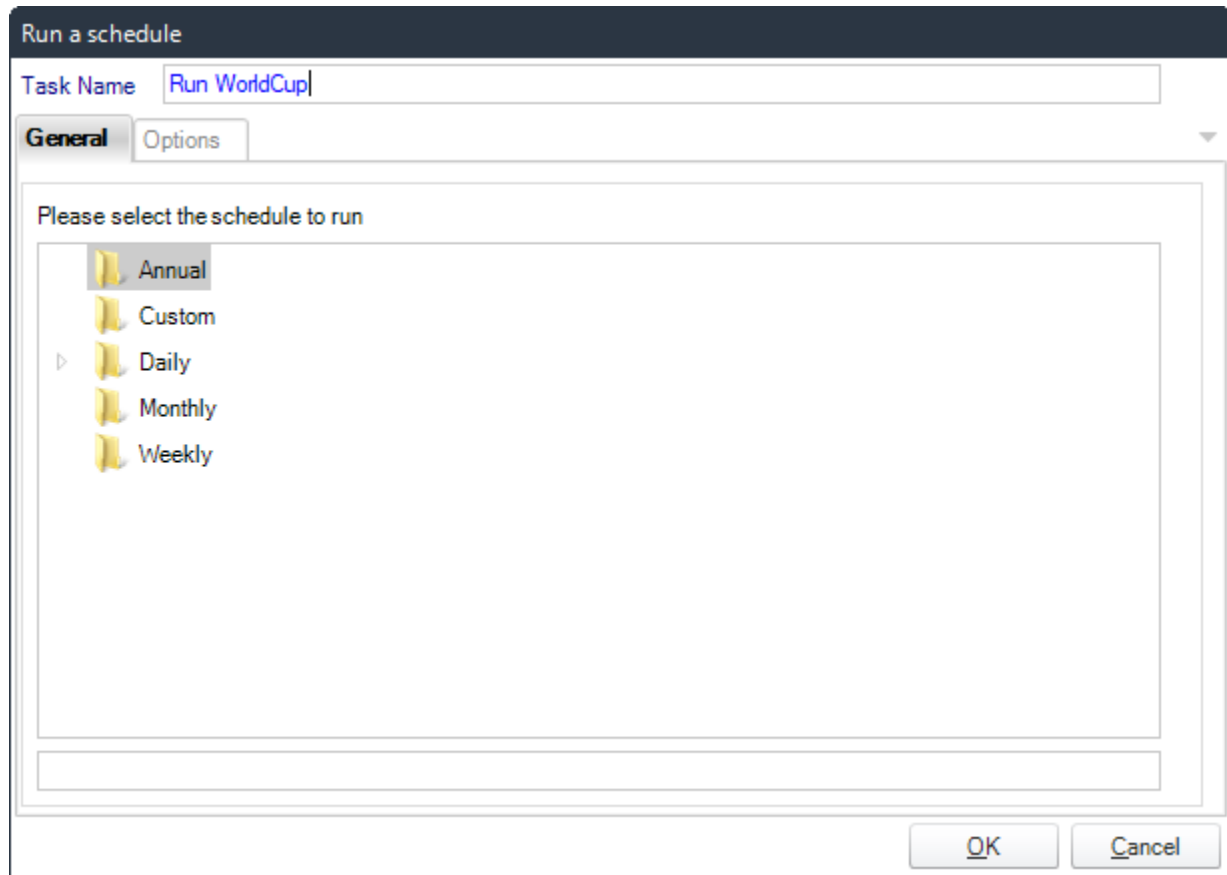 Run a schedule
Task Name Run WorldCup
General Options
Please select the schedule to run
Annual
Custom
Daily
Monthly
Weekly
OK Cancel